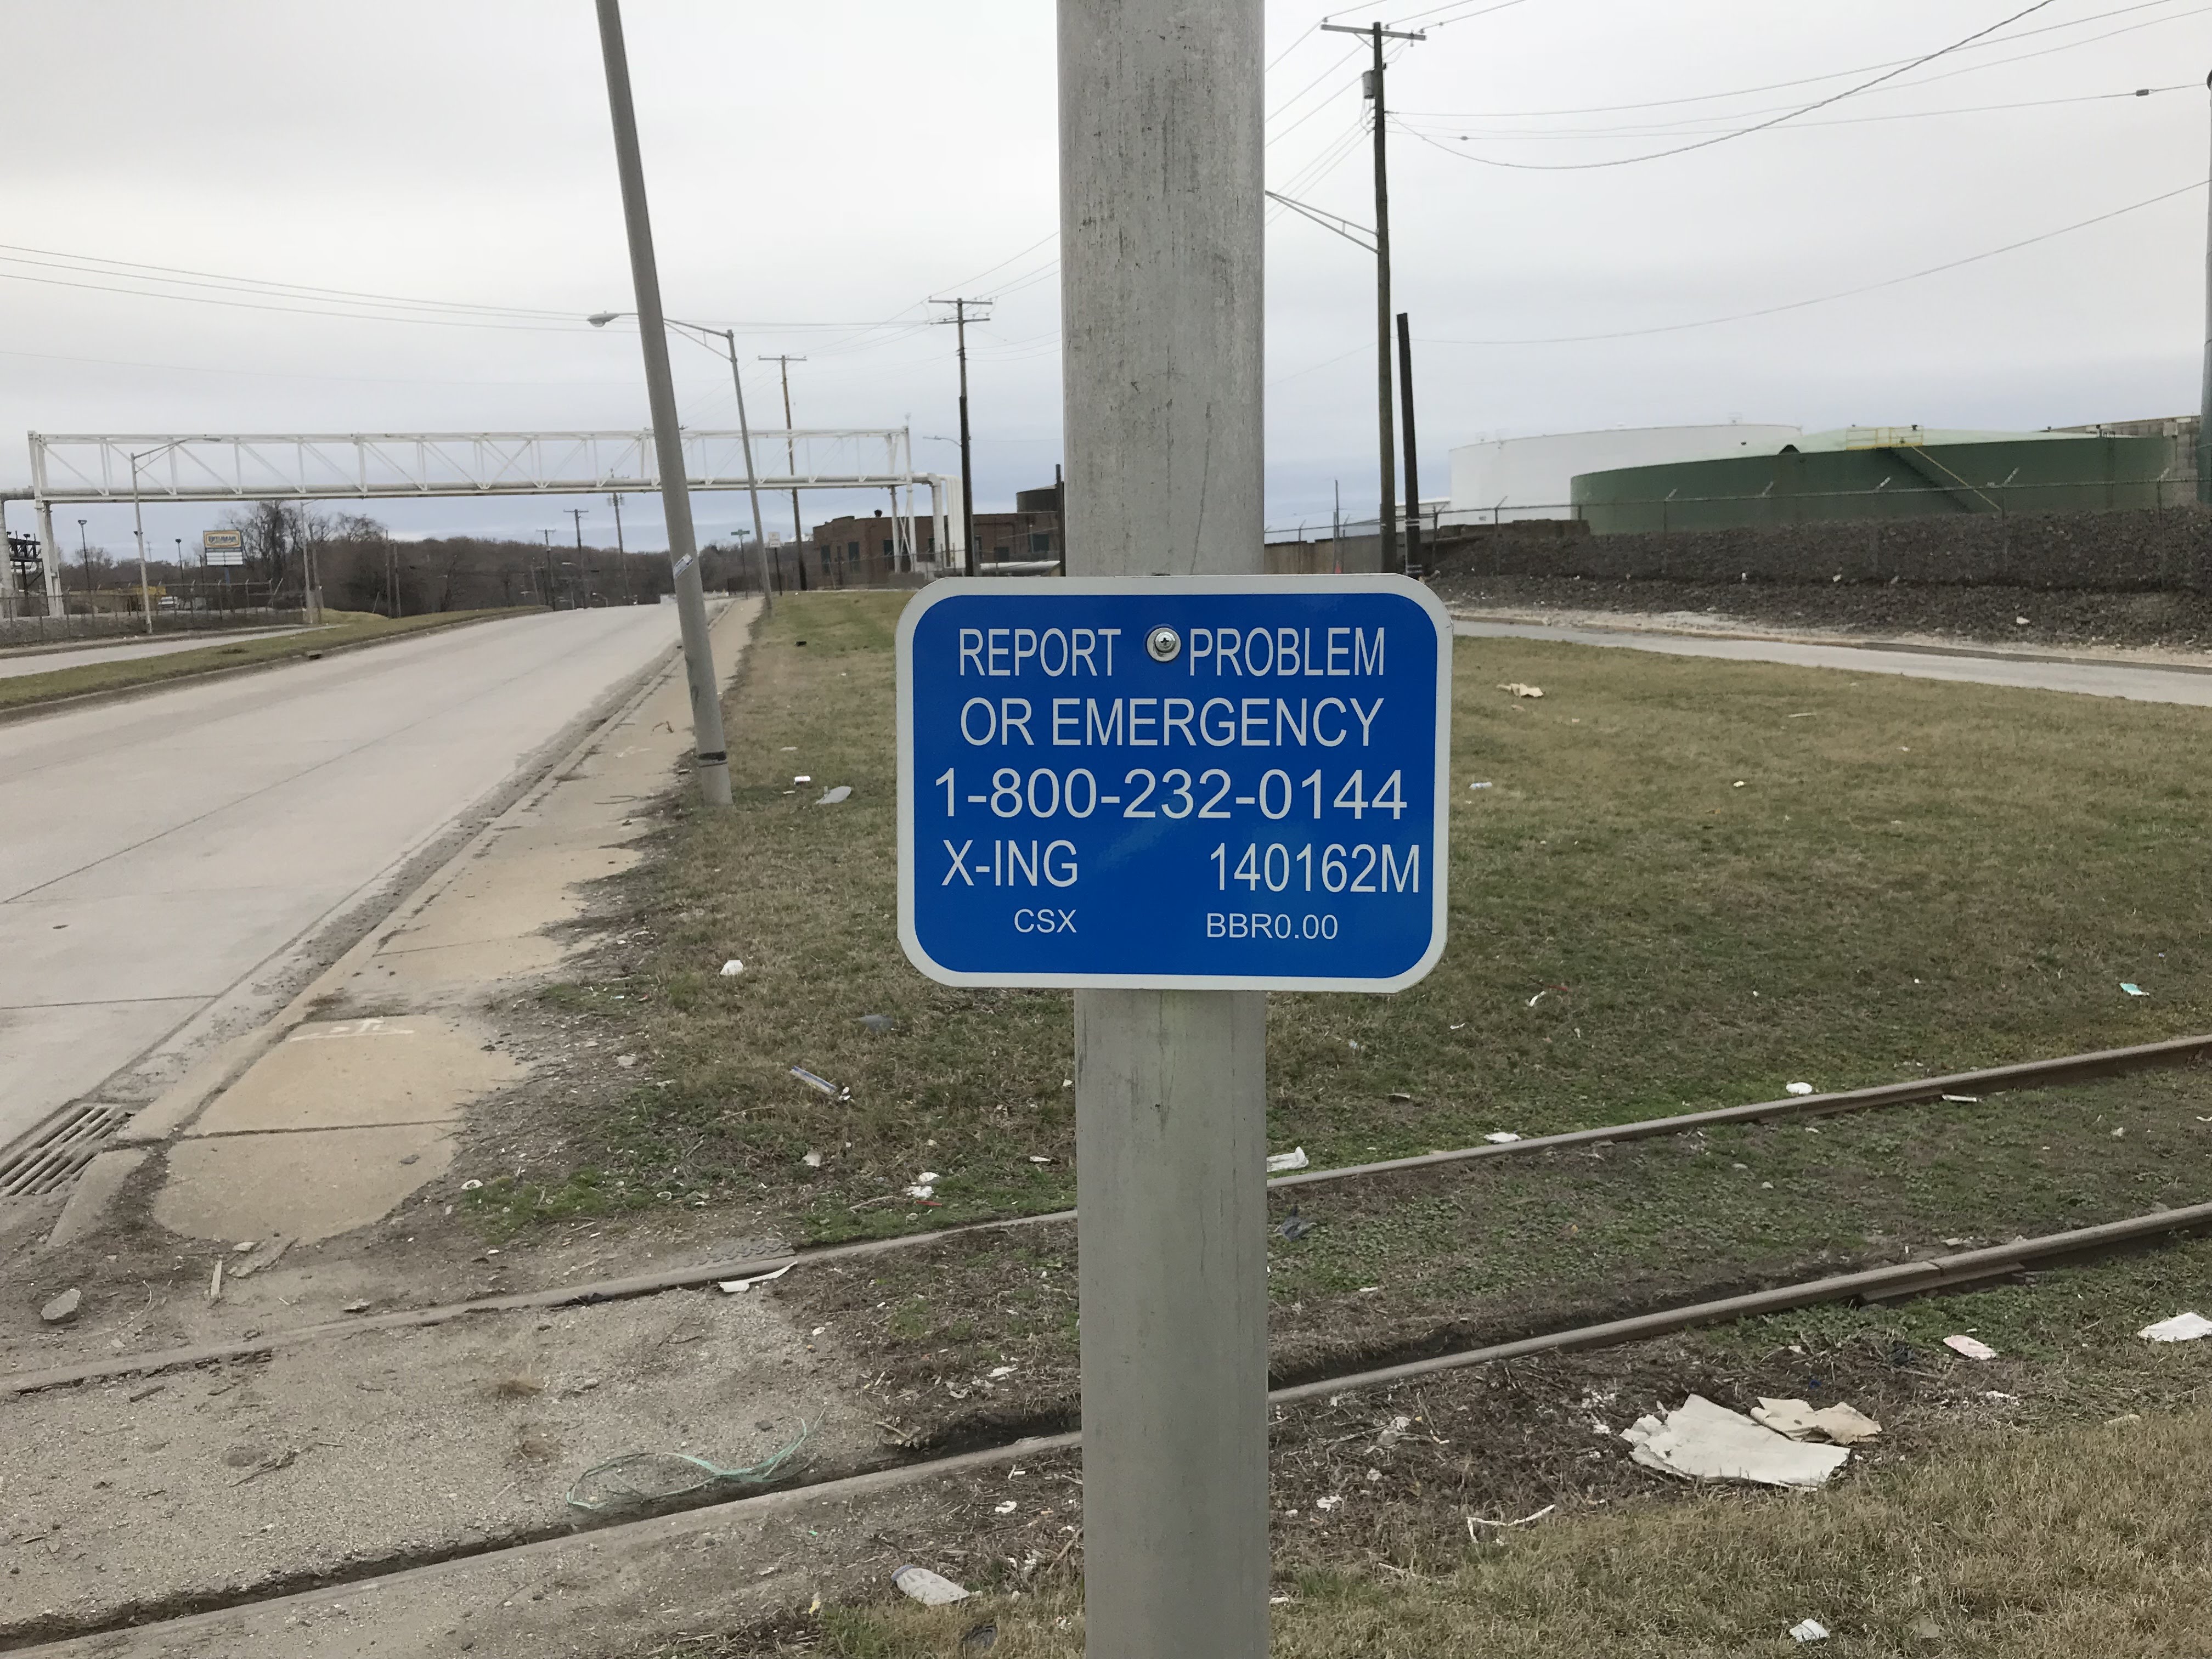 REPORT PROBLEM
OR EMERGENCY
1-800-232-0144
X-ING 140162M
CSX BBR0.00